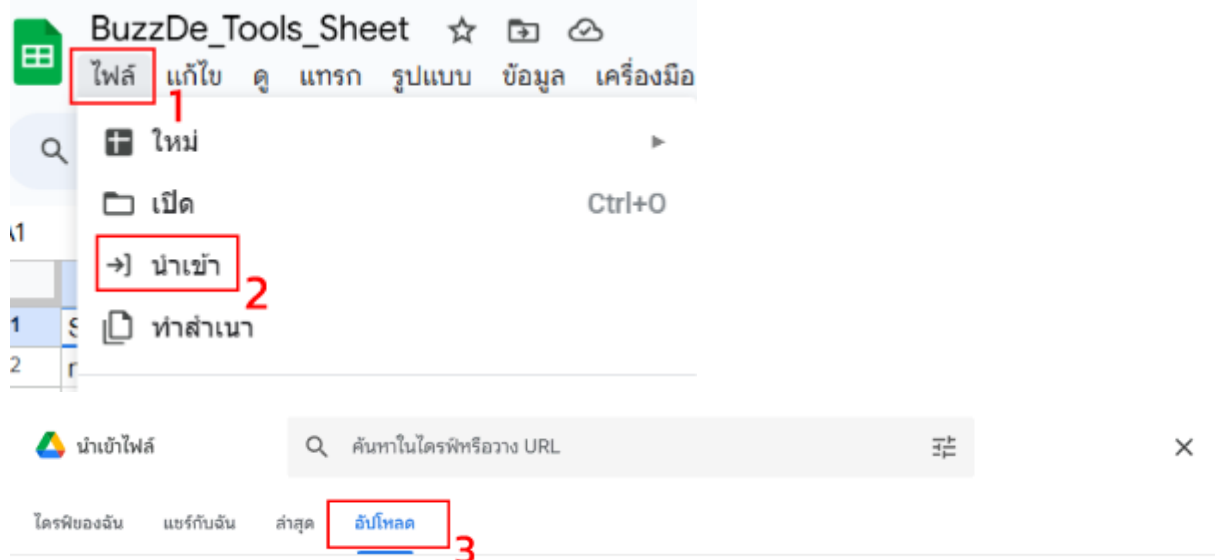 BuzzDe_Tools_Sheet
ไฟล์ แก้ไข ดู แทรก รูปแบบ ข้อมูล เครื่องมือ
1
ใหม่
เปิด Ctrl+O
A1
นำเข้า
2
1 S ทำสำเนา
2 r
นำเข้าไฟล์ ค้นหาในไดรฟ์หรือวาง URL
ไดรฟ์ของฉัน แชร์กับฉัน ล่าสุด อัปโหลด
3